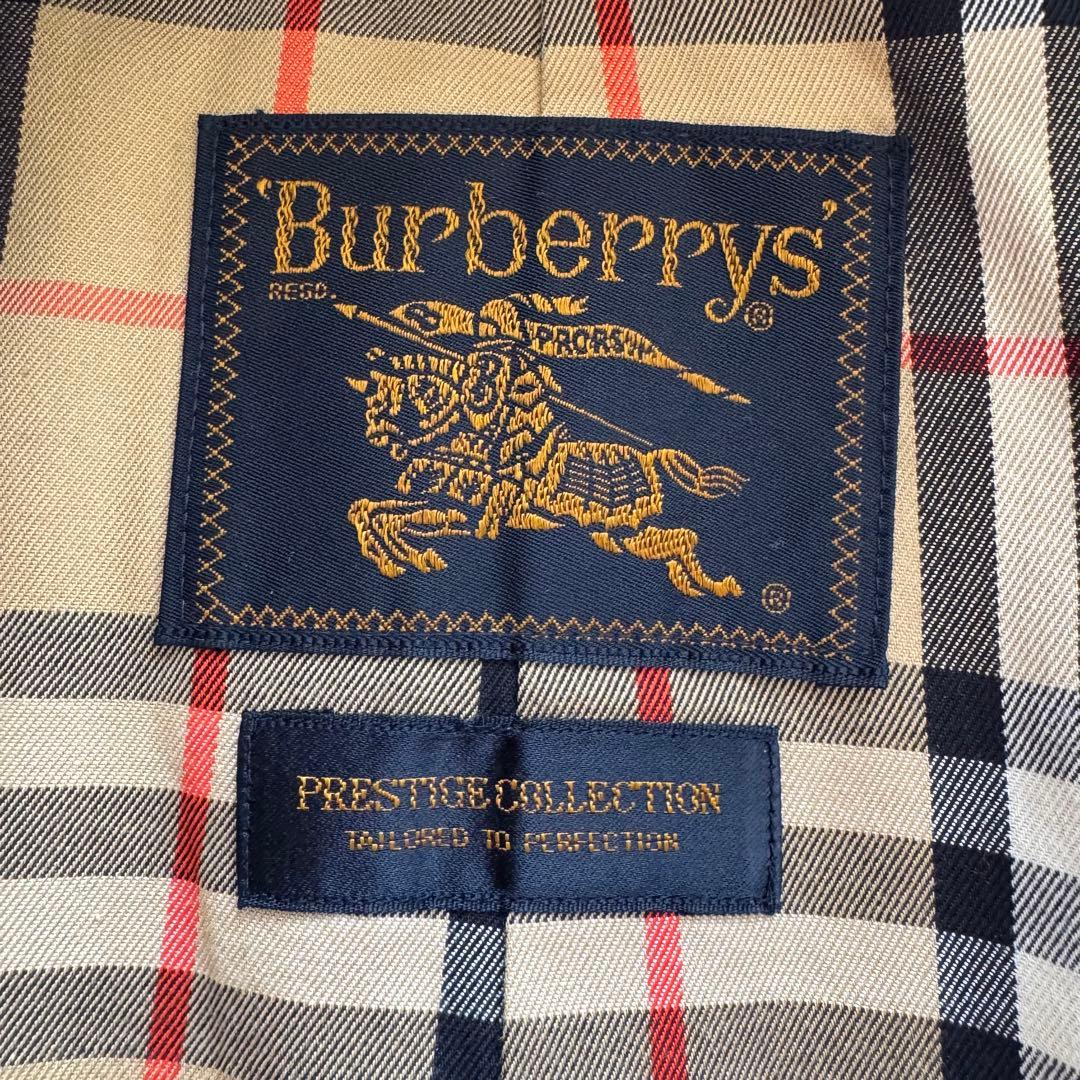 'Burberrys'
REGD. ®
PRORSUM
®
PRESTIGE COLLECTION
TAILORED TO PERFECTION